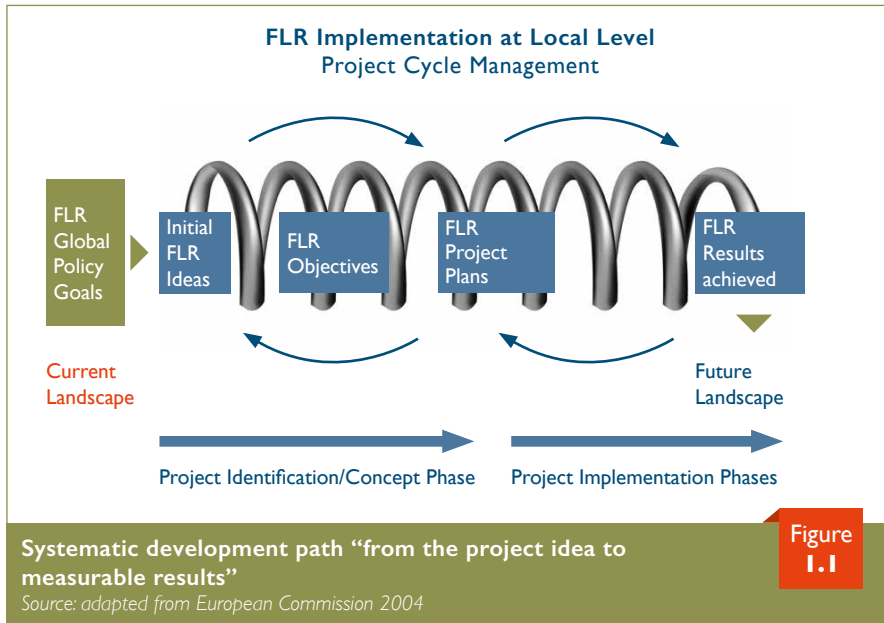 FLR Implementation at Local Level
Project Cycle Management
FLR
Global
Policy
Goals
Initial
FLR
Ideas
FLR
Objectives
FLR
Project
Plans
FLR
Results
achieved
Current
Landscape
Future
Landscape
Project Identification/Concept Phase
Project Implementation Phases
Systematic development path “from the project idea to
measurable results”
Source: adapted from European Commission 2004
Figure
1.1